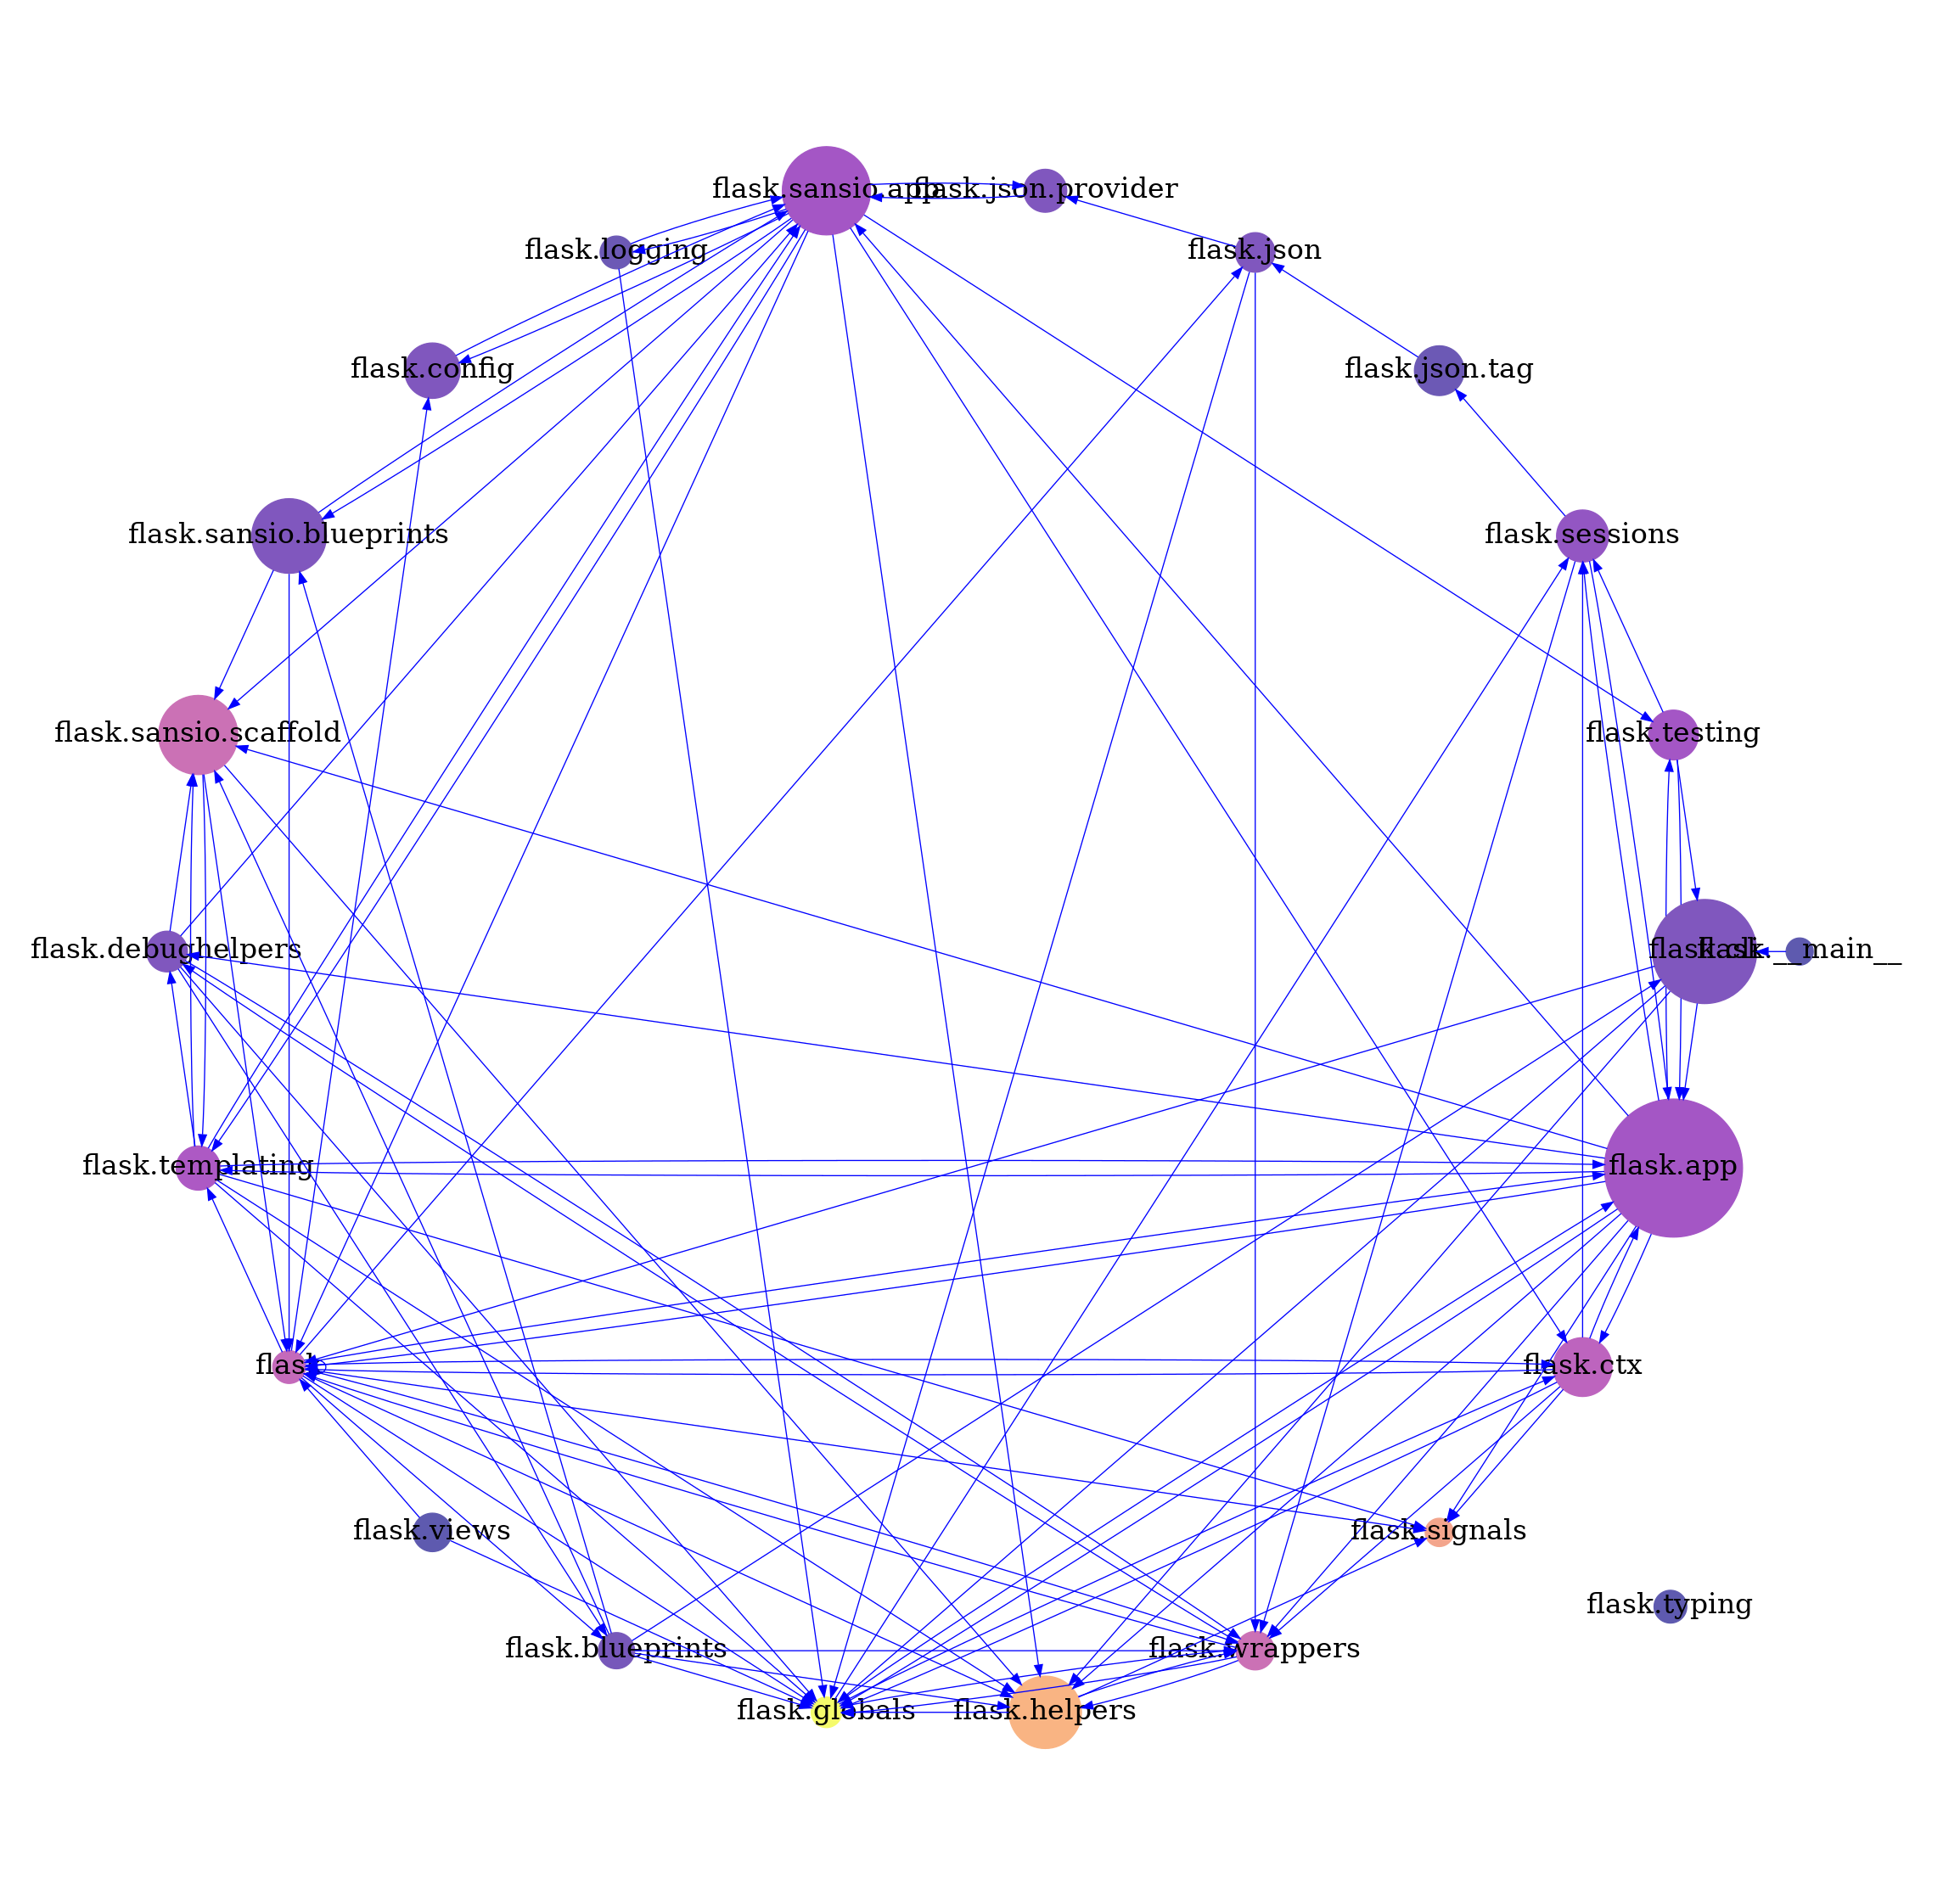 flask.sansio.app
flask.json.provider
flask.logging
flask.json
flask.config
flask.json.tag
flask.sansio.blueprints
flask.sessions
flask.sansio.scaffold
flask.testing
flask.debughelpers
flask.cli
flask.__main__
flask.templating
flask.app
flask
flask.ctx
flask.views
flask.signals
flask.typing
flask.blueprints
flask.wrappers
flask.globals
flask.helpers